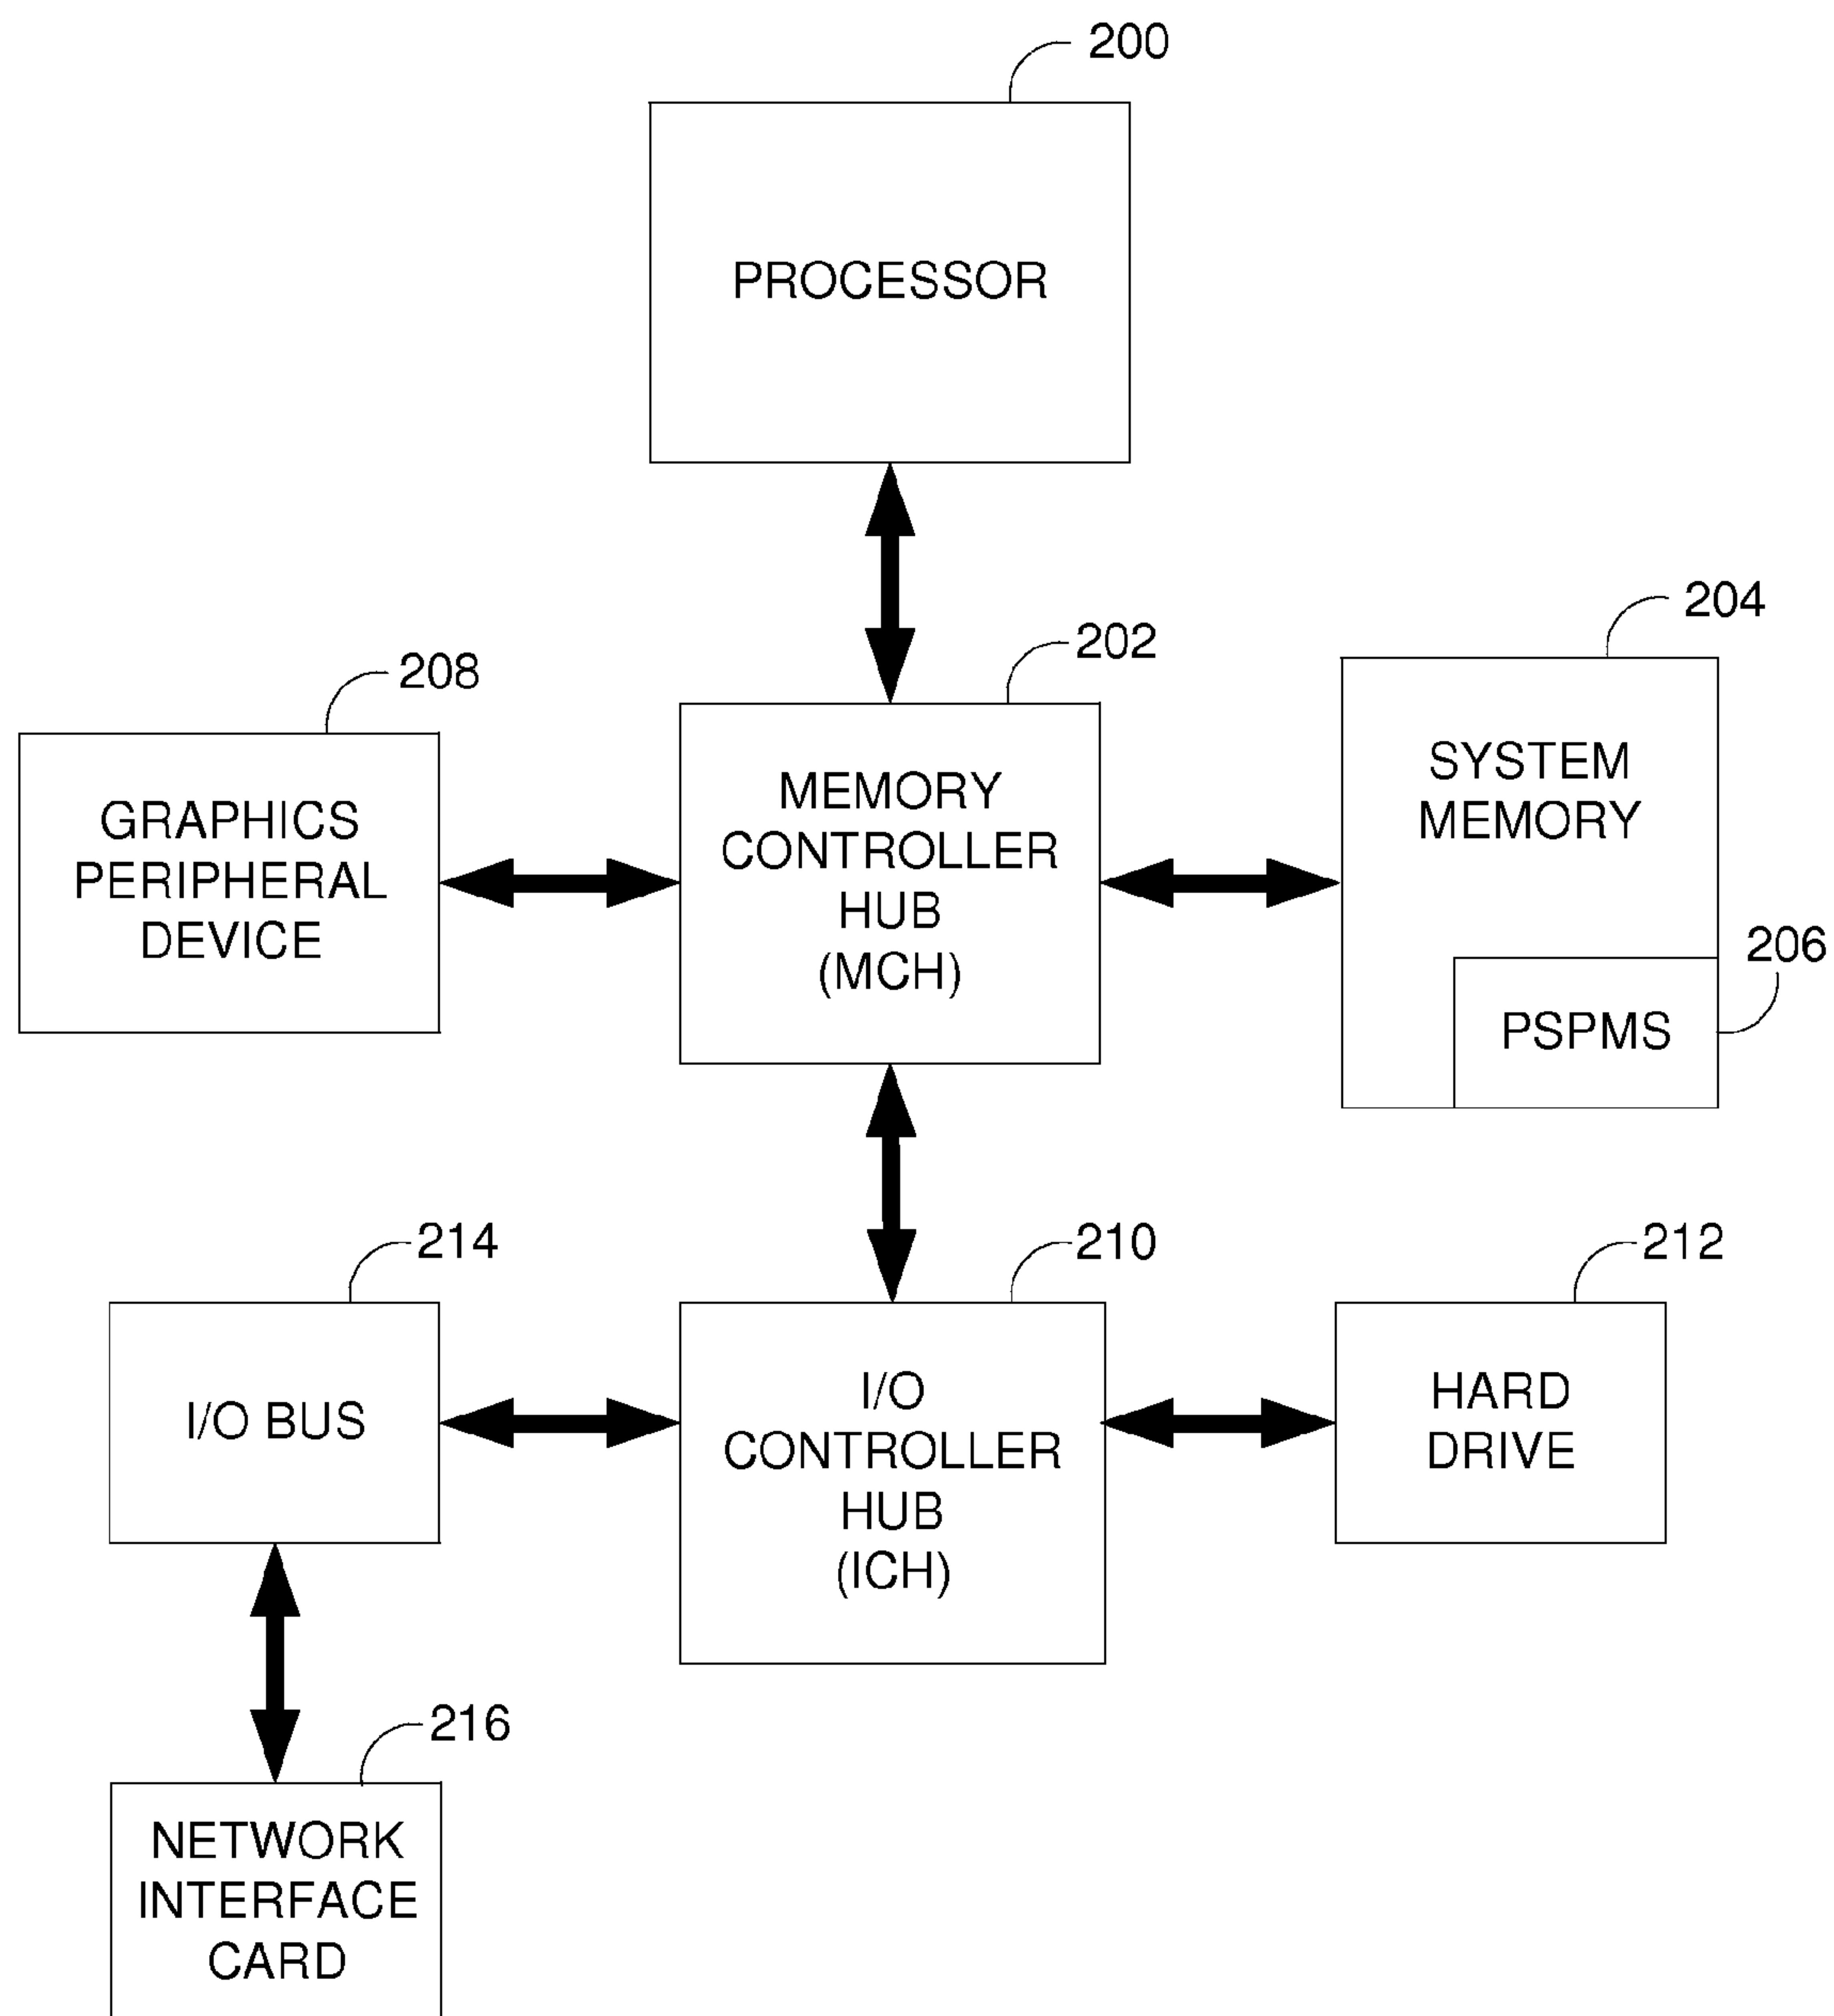 200
PROCESSOR
202
204
208
MEMORY
CONTROLLER
HUB
(MCH)
SYSTEM
MEMORY
GRAPHICS
PERIPHERAL
DEVICE
206
PSPMS
214
210
212
I/O BUS
I/O
CONTROLLER
HUB
(ICH)
HARD
DRIVE
216
NETWORK
INTERFACE
CARD